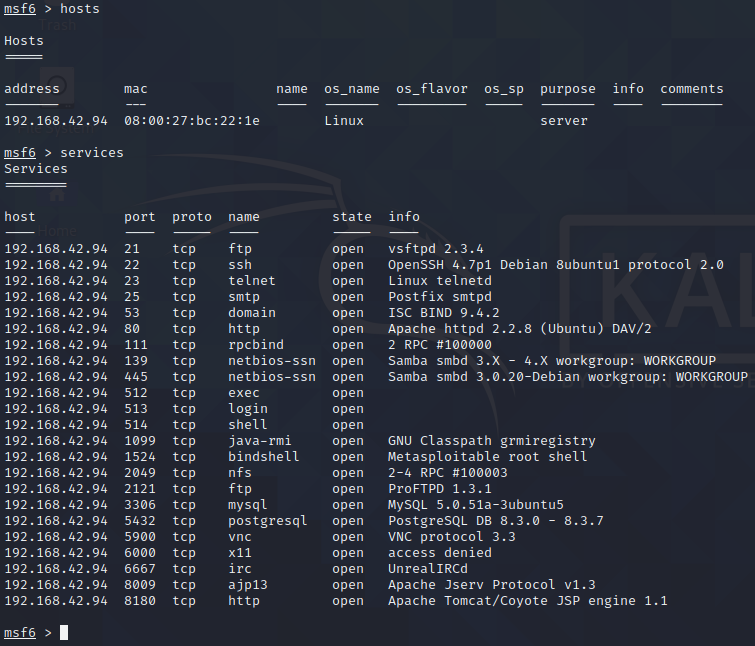 msf6 > hosts
Hosts
=====
address mac name os_name os_flavor os_sp purpose info comments
------- --- ---- ------- --------- ----- ------- ---- --------
192.168.42.94 08:00:27:bc:22:1e Linux server
msf6 > services
Services
========
host port proto name state info
---- ---- ----- ---- ----- ----
192.168.42.94 21 tcp ftp open vsftpd 2.3.4
192.168.42.94 22 tcp ssh open OpenSSH 4.7p1 Debian 8ubuntu1 protocol 2.0
192.168.42.94 23 tcp telnet open Linux telnetd
192.168.42.94 25 tcp smtp open Postfix smtpd
192.168.42.94 53 tcp domain open ISC BIND 9.4.2
192.168.42.94 80 tcp http open Apache httpd 2.2.8 (Ubuntu) DAV/2
192.168.42.94 111 tcp rpcbind open 2 RPC #100000
192.168.42.94 139 tcp netbios-ssn open Samba smbd 3.X - 4.X workgroup: WORKGROUP
192.168.42.94 445 tcp netbios-ssn open Samba smbd 3.0.20-Debian workgroup: WORKGROUP
192.168.42.94 512 tcp exec open
192.168.42.94 513 tcp login open
192.168.42.94 514 tcp shell open
192.168.42.94 1099 tcp java-rmi open GNU Classpath grmiregistry
192.168.42.94 1524 tcp bindshell open Metasploitable root shell
192.168.42.94 2049 tcp nfs open 2-4 RPC #100003
192.168.42.94 2121 tcp ftp open ProFTPD 1.3.1
192.168.42.94 3306 tcp mysql open MySQL 5.0.51a-3ubuntu5
192.168.42.94 5432 tcp postgresql open PostgreSQL DB 8.3.0 - 8.3.7
192.168.42.94 5900 tcp vnc open VNC protocol 3.3
192.168.42.94 6000 tcp x11 open access denied
192.168.42.94 6667 tcp irc open UnrealIRCd
192.168.42.94 8009 tcp ajp13 open Apache Jserv Protocol v1.3
192.168.42.94 8180 tcp http open Apache Tomcat/Coyote JSP engine 1.1
msf6 >
Trash
Home
KAL